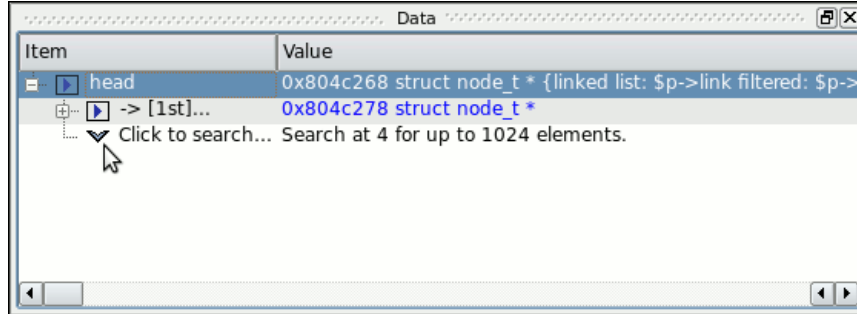 Data
Item Value
head 0x804c268 struct node_t * {linked list: $p->link filtered: $p->
-> [1st]... 0x804c278 struct node_t *
Click to search... Search at 4 for up to 1024 elements.